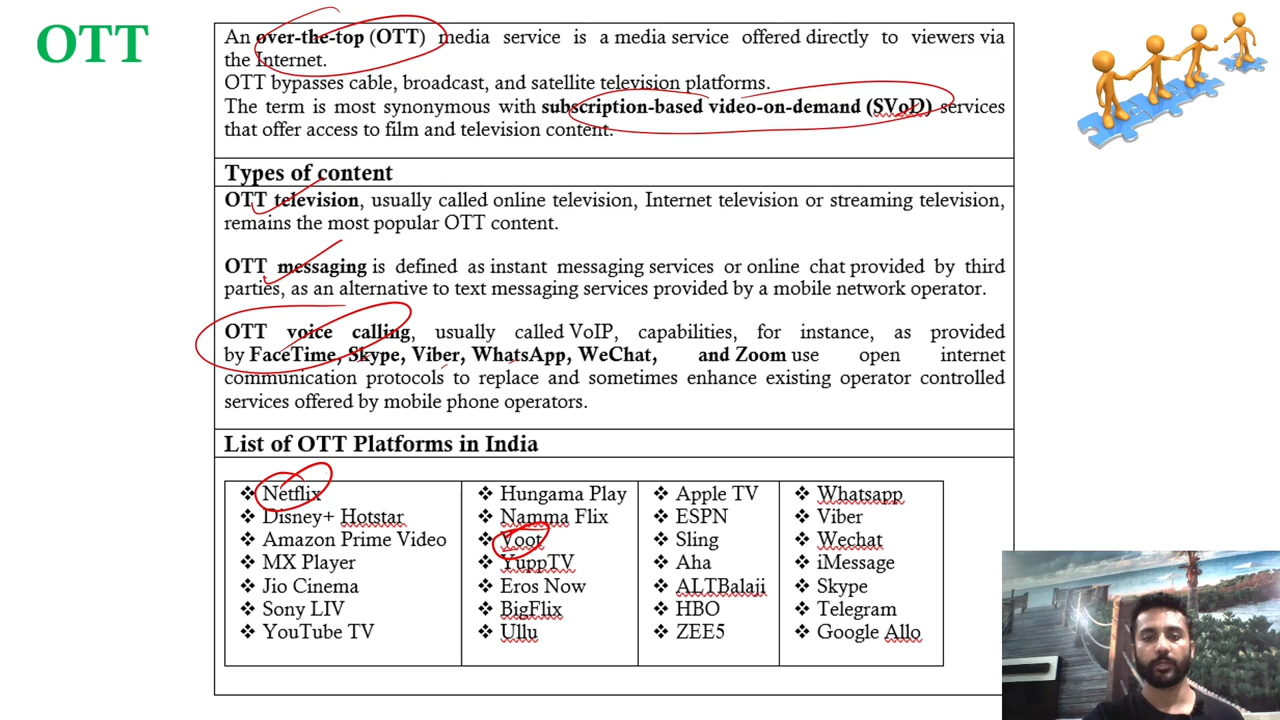 OTT
An over-the-top (OTT) media service is a media service offered directly to viewers via
the Internet.
OTT bypasses cable, broadcast, and satellite television platforms.
The term is most synonymous with subscription-based video-on-demand (SVoD)) services
that offer access to film and television content.
Types of content
OTT television, usually called online television, Internet television or streaming television,
remains the most popular OTT content.
OTT messaging is defined as instant messaging services or online chat provided by third
parties, as an alternative to text messaging services provided by a mobile network operator.
OTT voice calling, usually called VoIP, capabilities, for instance, as provided
by FaceTime, Skype, Viber, WhatsApp, WeChat, and Zoom use open internet
communication protocols to replace and sometimes enhance existing operator controlled
services offered by mobile phone operators.
List of OTT Platforms in India
❖ Netflix
❖ Disney+ Hotstar
❖ Amazon Prime Video
❖ MX Player
❖ Jio Cinema
❖ Sony LIV
❖ YouTube TV
❖ Hungama Play
❖ Namma Flix
❖ Voot
❖ YuppTV
❖ Eros Now
❖ BigFlix
❖ Ullu
❖ Apple TV
❖ ESPN
❖ Sling
❖ Aha
❖ ALTBalaji
❖ HBO
❖ ZEE5
❖ Whatsapp
❖ Viber
❖ Wechat
❖ iMessage
❖ Skype
❖ Telegram
❖ Google Allo